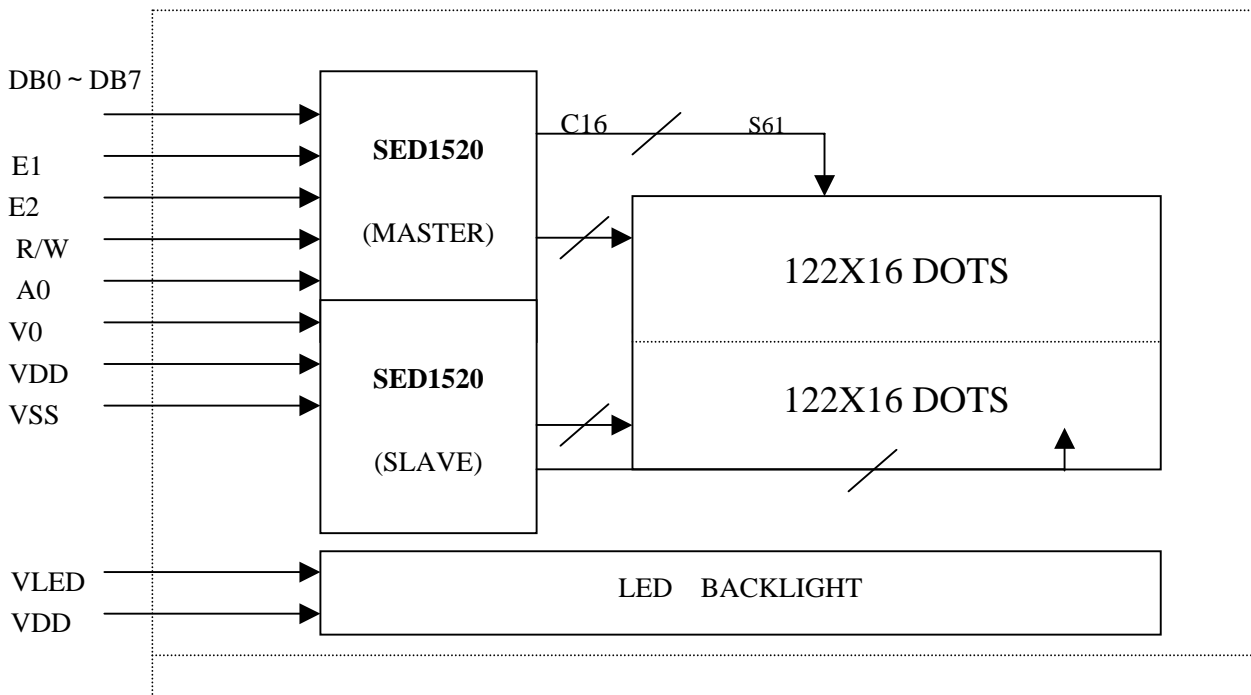 DB0 ~ DB7
E1
E2
R/W
A0
V0
VDD
VSS
SED1520
(MASTER)
SED1520
(SLAVE)
C16
S61
122X16 DOTS
122X16 DOTS
VLED
VDD
LED BACKLIGHT